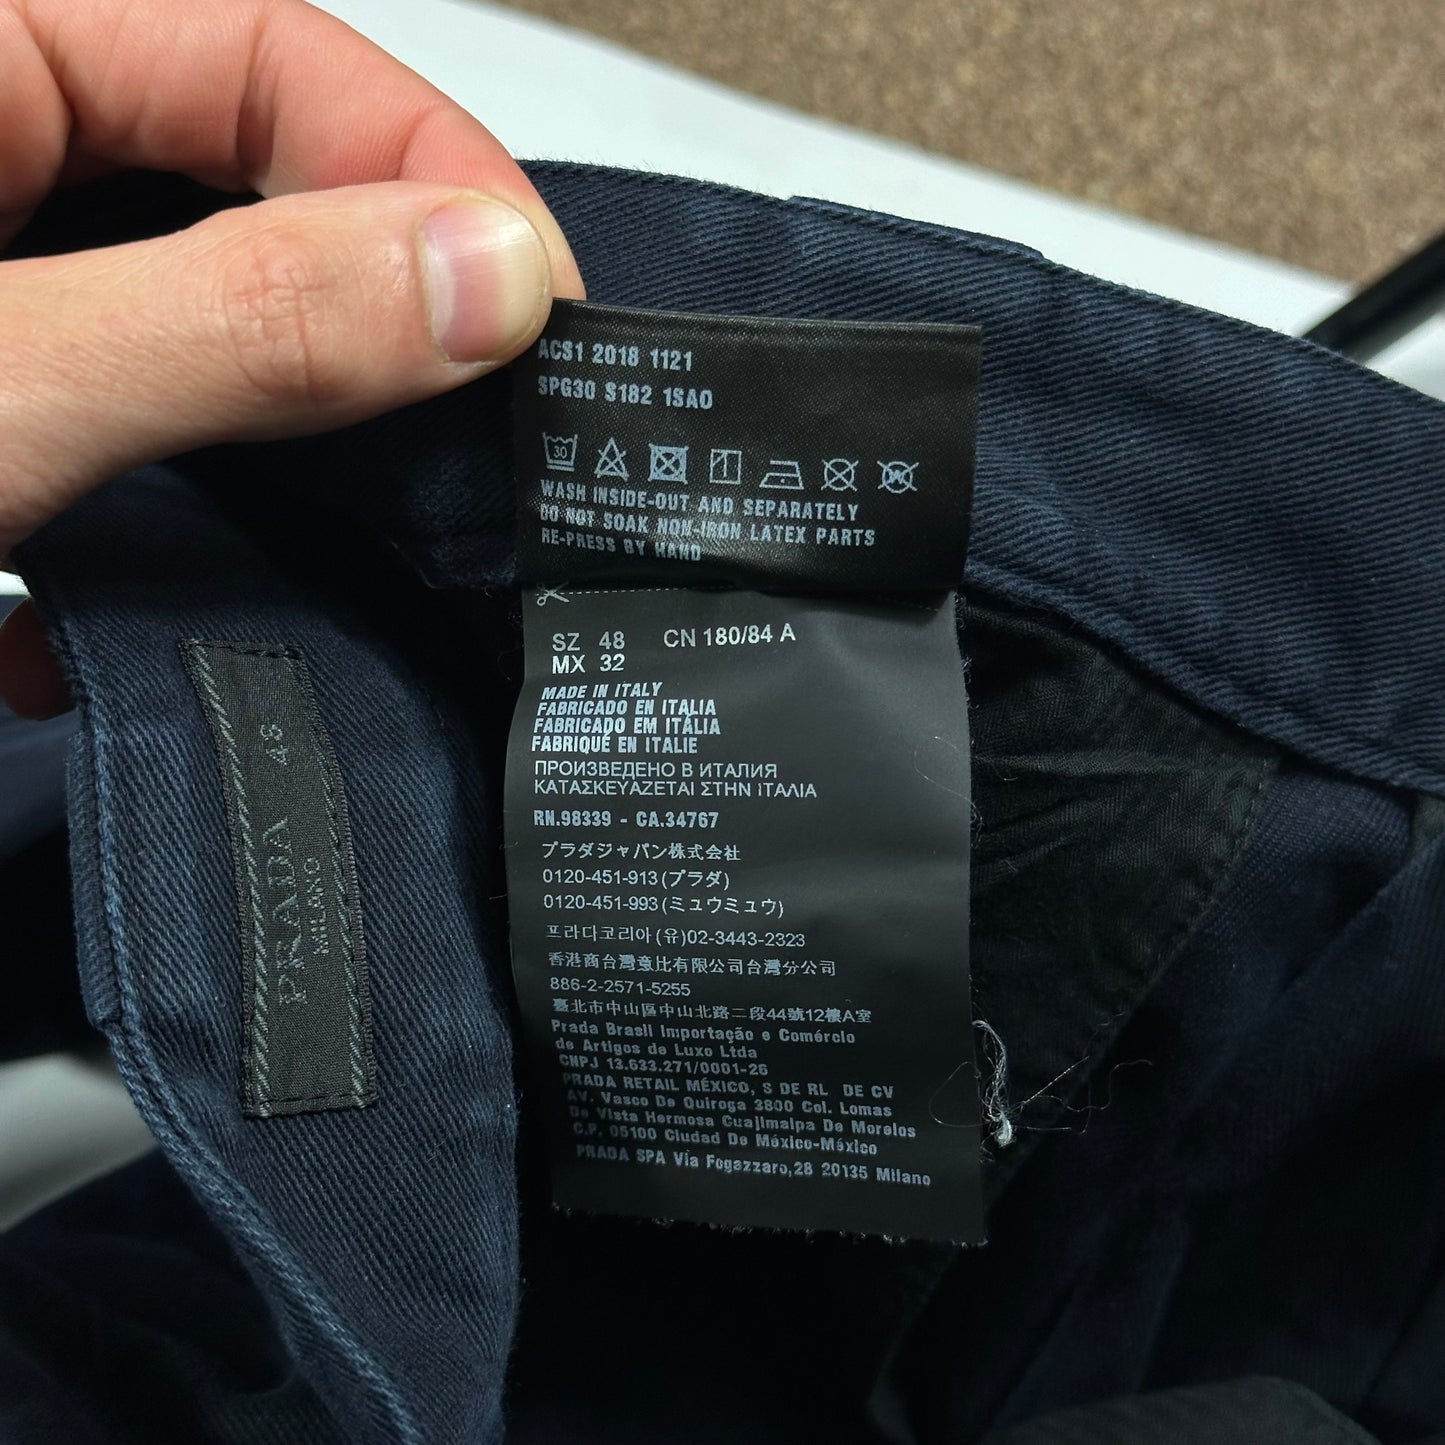 ACS1 2018 1121
SPG30 S182 1SAO
30
WASH INSIDE-OUT AND SEPARATELY
DO NOT SOAK NON-IRON LATEX PARTS
RE-PRESS BY HAND
SZ 48 CN 180/84 A
MX 32
MADE IN ITALY
FABRICADO EN ITALIA
FABRICADO EM ITÁLIA
FABRIQUÉ EN ITALIE
ПРОИЗВЕДЕНО В ИТАЛИЯ
ΚΑΤΑΣΚΕΥΑΖΕΤΑΙ ΣΤΗΝ ΙΤΑΛΙΑ
RN.98339 - CA.34767
プラダジャパン株式会社
0120-451-913 (プラダ)
0120-451-993 (ミュウミュウ)
프라다코리아(유)02-3443-2323
香港商台灣意比有限公司台灣分公司
886-2-2571-5255
臺北市中山區中山北路二段44號12樓A室
Prada Brasil Importação e Comércio
de Artigos de Luxo Ltda
CNPJ 13.633.271/0001-26
PRADA RETAIL MÉXICO, S DE RL DE CV
AV. Vasco De Quiroga 3800 Col. Lomas
De Vista Hermosa Cuajimalpa De Morelos
C.P. 05100 Ciudad De México-México
PRADA SPA Via Fogazzaro,28 20135 Milano
PRADA 48
MILANO